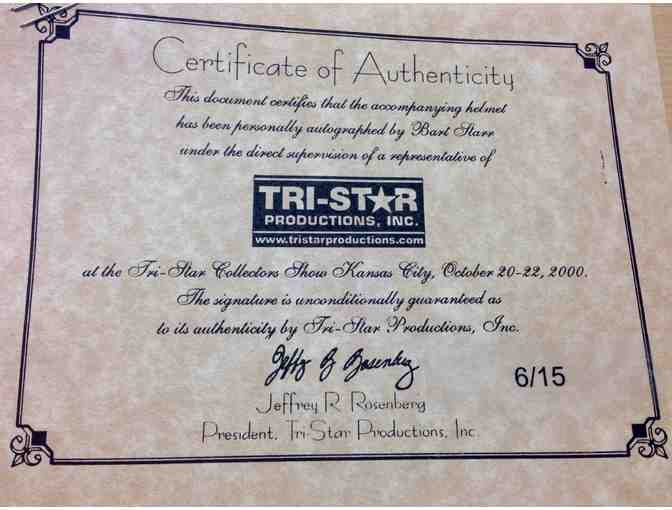 Certificate of Authenticity
This document certifies that the accompanying helmet
has been personally autographed by Bart Starr
under the direct supervision of a representative of
TRI-ST★R
PRODUCTIONS, INC.
www.tristarproductions.com
at the Tri-Star Collectors Show Kansas City, October 20-22, 2000.
The signature is unconditionally guaranteed as
to its authenticity by Tri-Star Productions, Inc.
Jeffrey R. Rosenberg
6/15
President, Tri-Star Productions, Inc.